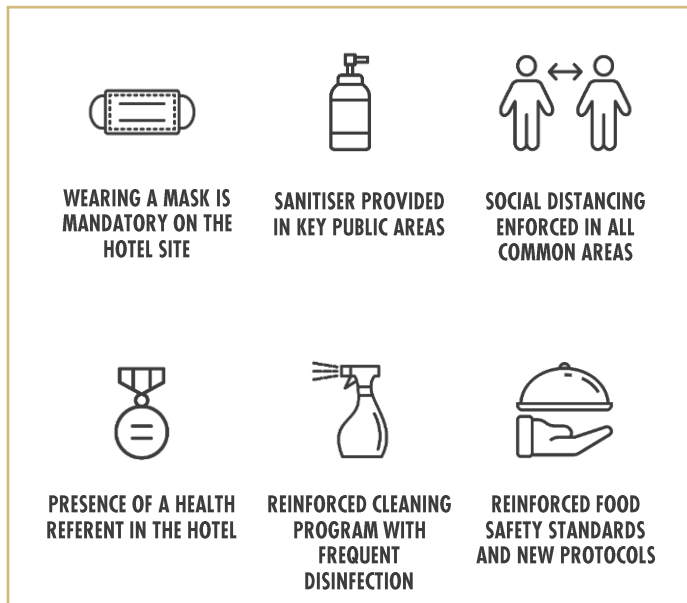 WEARING A MASK IS
MANDATORY ON THE
HOTEL SITE
SANITISER PROVIDED
IN KEY PUBLIC AREAS
SOCIAL DISTANCING
ENFORCED IN ALL
COMMON AREAS
PRESENCE OF A HEALTH
REFERENT IN THE HOTEL
REINFORCED CLEANING
PROGRAM WITH
FREQUENT
DISINFECTION
REINFORCED FOOD
SAFETY STANDARDS
AND NEW PROTOCOLS